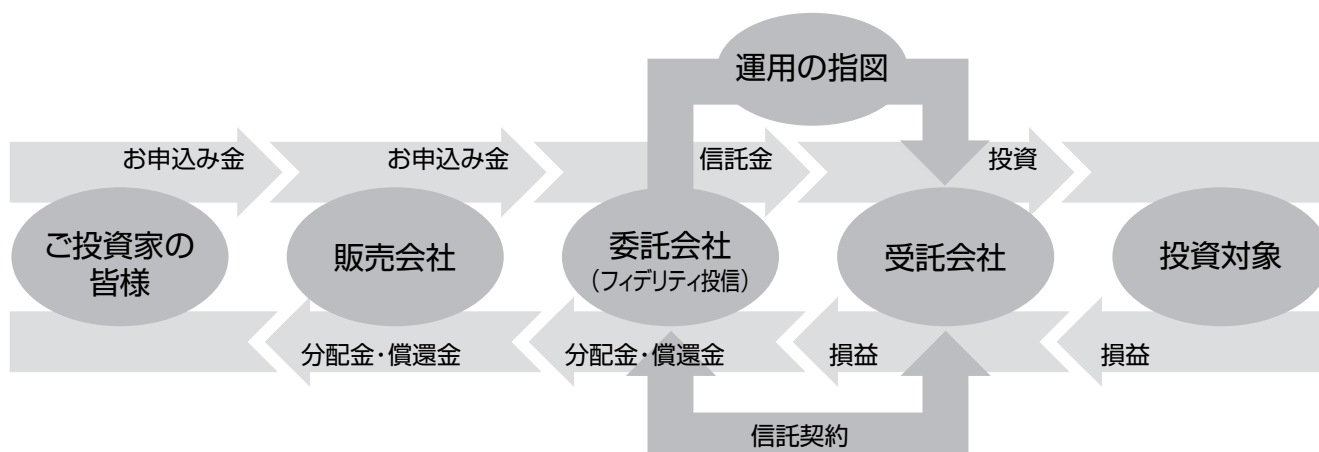 運用の指図
お申込み金
お申込み金
信託金
投資
ご投資家の
皆様
販売会社
委託会社
(フィデリティ投信)
受託会社
投資対象
分配金・償還金
分配金・償還金
損益
損益
信託契約